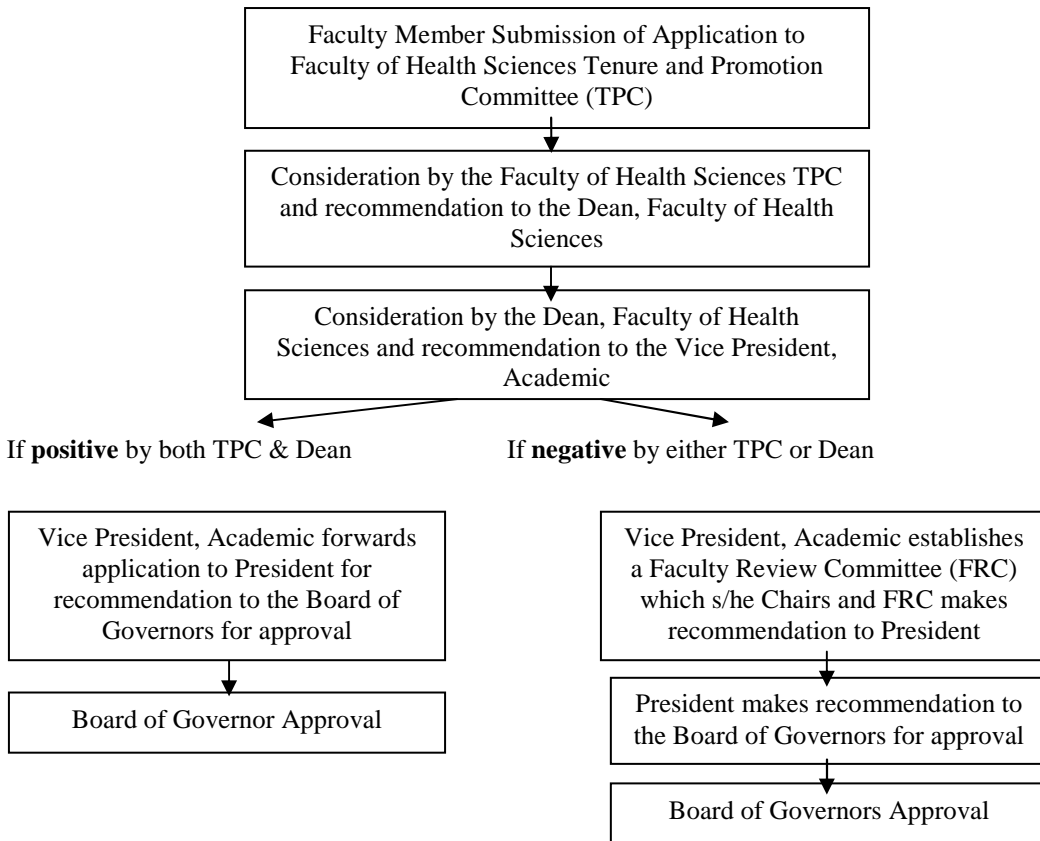 Faculty Member Submission of Application to
Faculty of Health Sciences Tenure and Promotion
Committee (TPC)
Consideration by the Faculty of Health Sciences TPC
and recommendation to the Dean, Faculty of Health
Sciences
Consideration by the Dean, Faculty of Health
Sciences and recommendation to the Vice President,
Academic
If positive by both TPC & Dean
If negative by either TPC or Dean
Vice President, Academic forwards
application to President for
recommendation to the Board of
Governors for approval
Board of Governor Approval
Vice President, Academic establishes
a Faculty Review Committee (FRC)
which s/he Chairs and FRC makes
recommendation to President
President makes recommendation to
the Board of Governors for approval
Board of Governors Approval